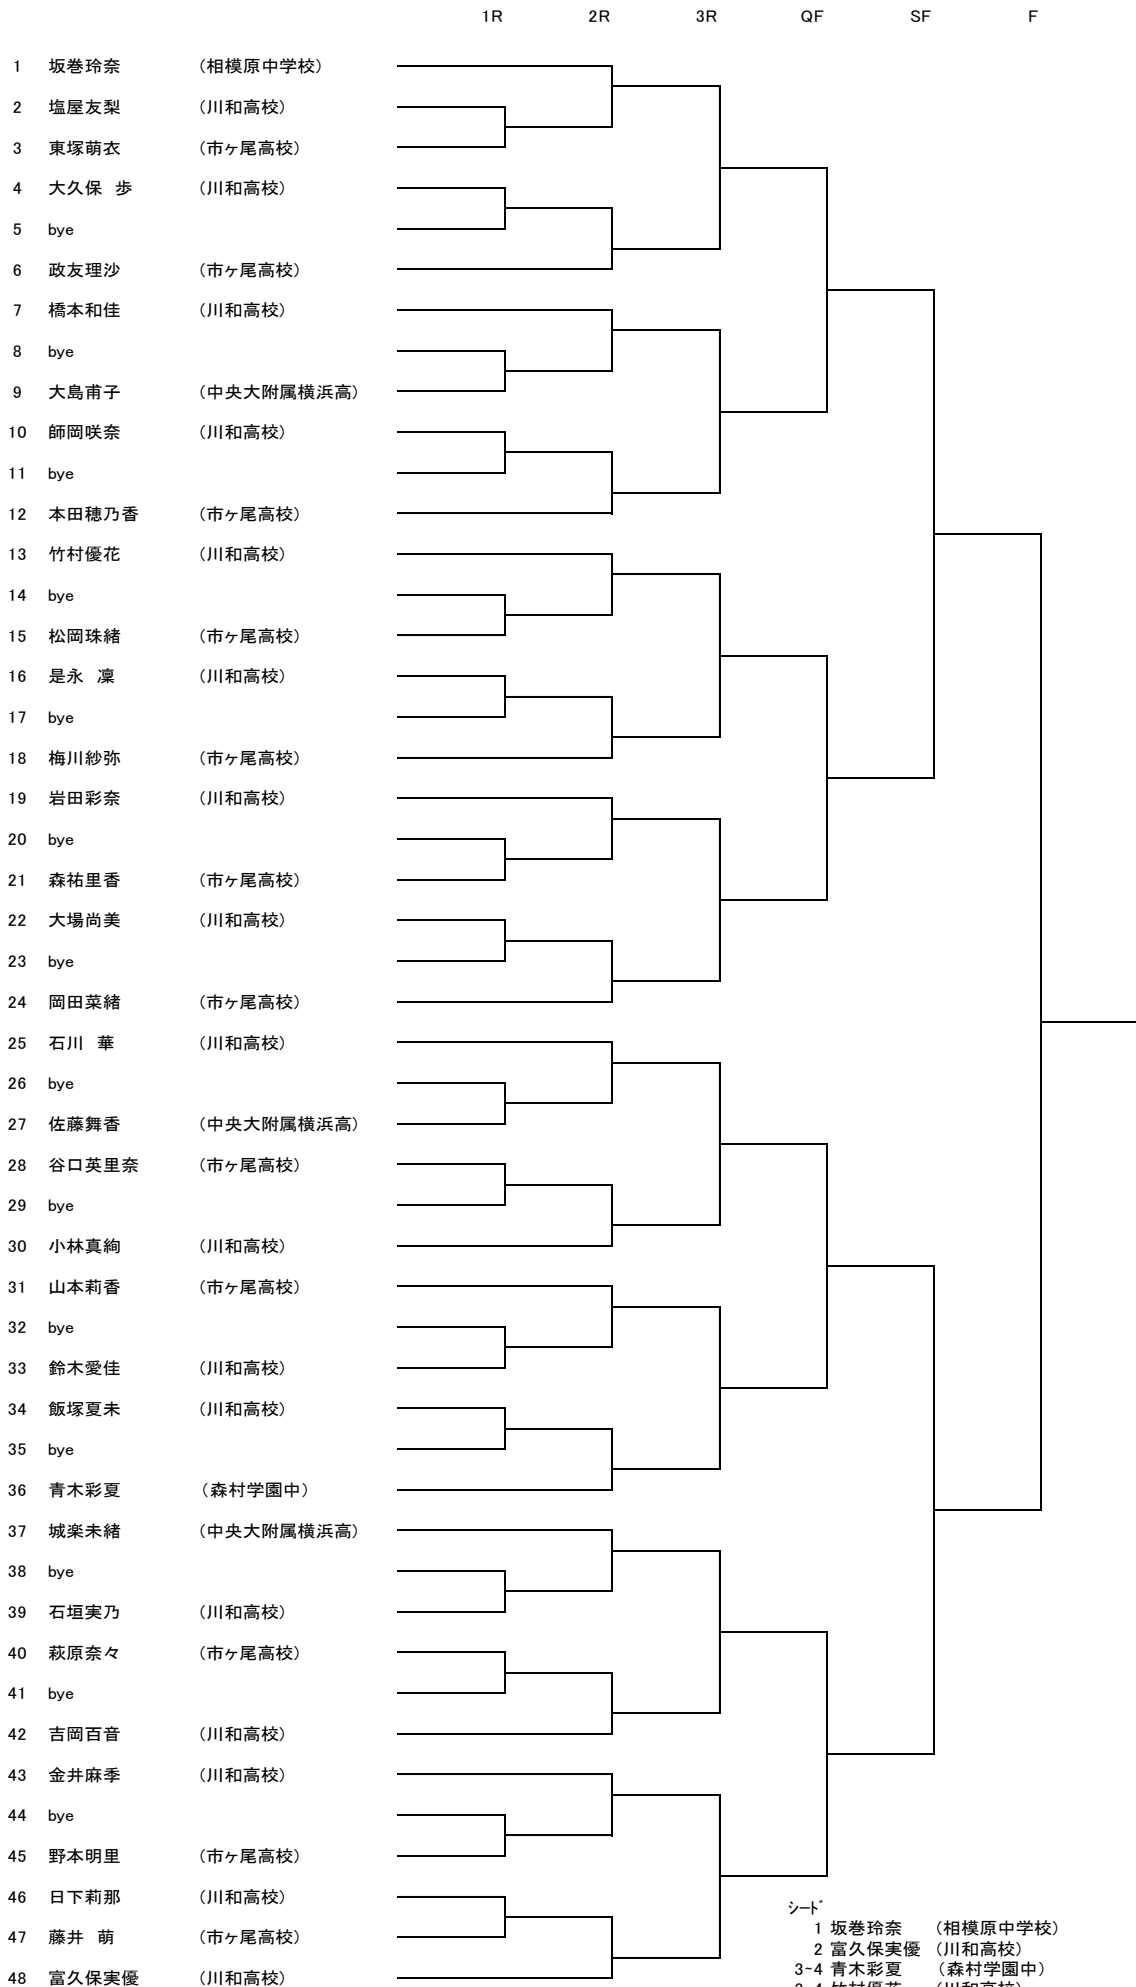 1R 2R 3R QF SF F
1 坂巻玲奈 （相模原中学校）
2 塩屋友梨 （川和高校）
3 東塚萌衣 （市ヶ尾高校）
4 大久保　歩 （川和高校）
5 bye
6 政友理沙 （市ヶ尾高校）
7 橋本和佳 （川和高校）
8 bye
9 大島甫子 （中央大附属横浜高）
10 師岡咲奈 （川和高校）
11 bye
12 本田穂乃香 （市ヶ尾高校）
13 竹村優花 （川和高校）
14 bye
15 松岡珠緒 （市ヶ尾高校）
16 是永　凜 （川和高校）
17 bye
18 梅川紗弥 （市ヶ尾高校）
19 岩田彩奈 （川和高校）
20 bye
21 森祐里香 （市ヶ尾高校）
22 大場尚美 （川和高校）
23 bye
24 岡田菜緒 （市ヶ尾高校）
25 石川　華 （川和高校）
26 bye
27 佐藤舞香 （中央大附属横浜高）
28 谷口英里奈 （市ヶ尾高校）
29 bye
30 小林真絢 （川和高校）
31 山本莉香 （市ヶ尾高校）
32 bye
33 鈴木愛佳 （川和高校）
34 飯塚夏未 （川和高校）
35 bye
36 青木彩夏 （森村学園中）
37 城楽未緒 （中央大附属横浜高）
38 bye
39 石垣実乃 （川和高校）
40 萩原奈々 （市ヶ尾高校）
41 bye
42 吉岡百音 （川和高校）
43 金井麻季 （川和高校）
44 bye
45 野本明里 （市ヶ尾高校）
46 日下莉那 （川和高校）
47 藤井　萌 （市ヶ尾高校）
48 富久保実優 （川和高校）
ｼｰﾄﾞ
1 坂巻玲奈 （相模原中学校）
2 富久保実優 （川和高校）
3~4 青木彩夏 （森村学園中）
3~4 竹村優花 （川和高校）